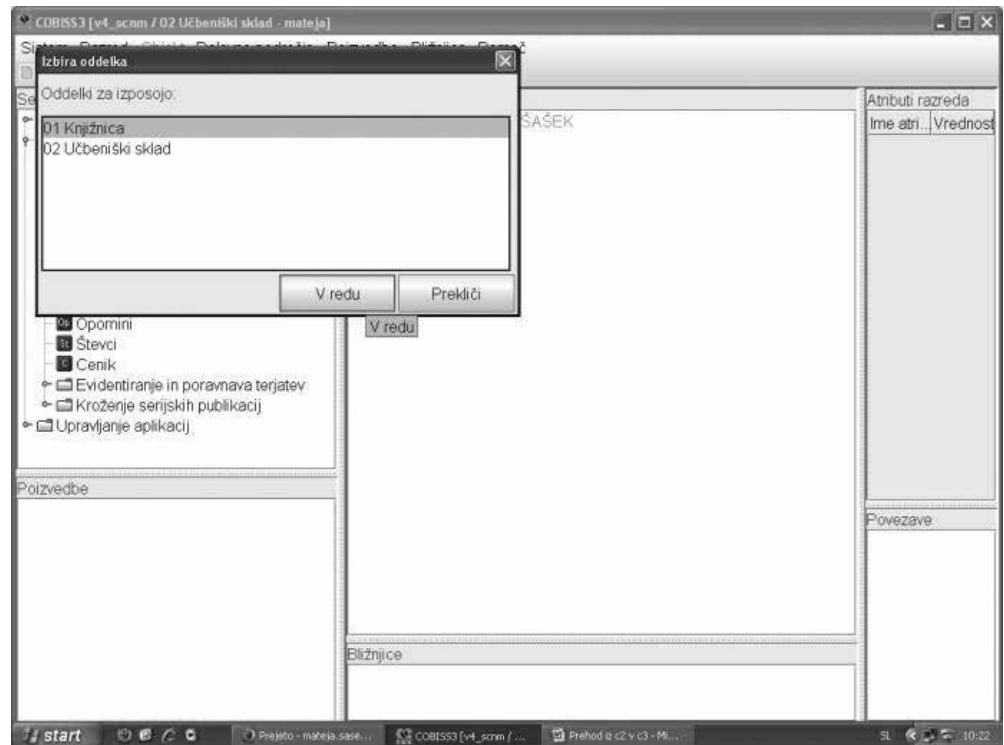 COBISS3 [v4_scnm / 02 Učbeniški sklad - mateja]
Izbira oddelka
Oddelki za izposojo:
01 Knjižnica
02 Učbeniški sklad
V redu
Prekliči
V redu
ŠAŠEK
Atributi razreda
Ime atri... Vrednost
Opomini
Števci
Cenik
Evidentiranje in poravnava terjatev
Kroženje serijskih publikacij
Upravljanje aplikacij
Poizvedbe
Povezave
Bližnjice
start
Prejeto - mateja.sase...
COBISS3 [v4_scnm / ...
Prehod iz c2 v c3 - Mi...
SL
10:22